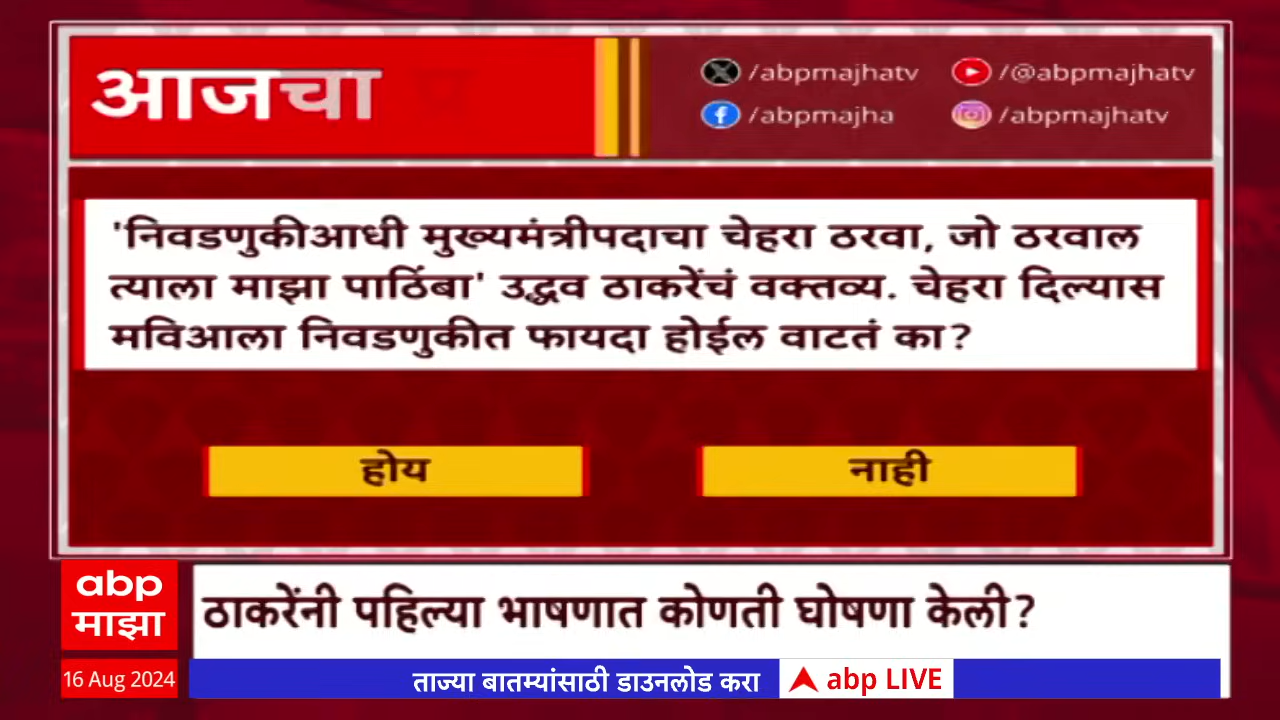 आजचा
/abpmajhatv
/@abpmajhatv
/abpmajha
/abpmajhatv
'निवडणुकीआधी मुख्यमंत्रीपदाचा चेहरा ठरवा, जो ठरवाल
त्याला माझा पाठिंबा' उद्धव ठाकरेंचं वक्तव्य. चेहरा दिल्यास
मविआला निवडणुकीत फायदा होईल वाटतं का?
होय
नाही
abp
माझा
ठाकरेंनी पहिल्या भाषणात कोणती घोषणा केली?
16 Aug 2024
ताज्या बातम्यांसाठी डाउनलोड करा
abp LIVE